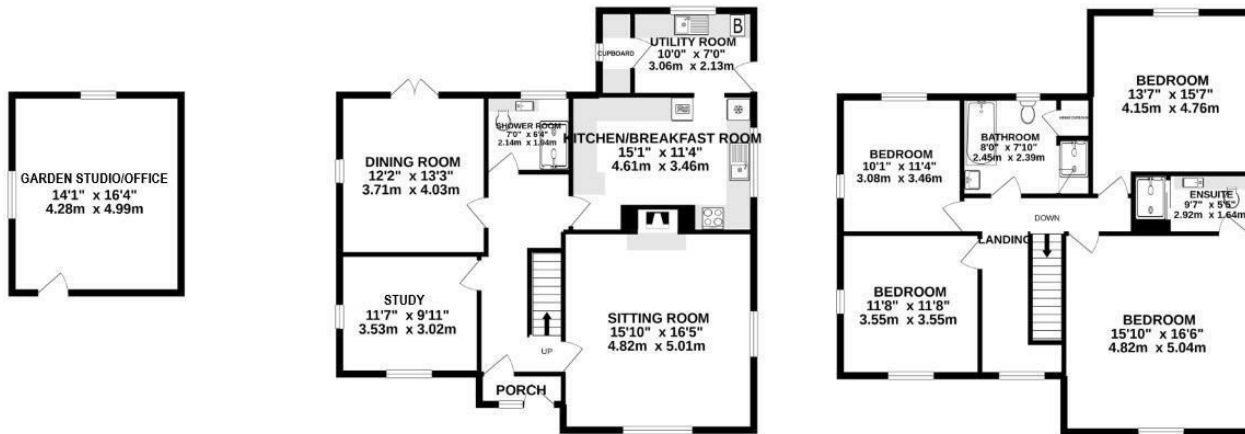 GARDEN STUDIO/OFFICE
14'1" x 16'4"
4.28m x 4.99m
CUPBOARD
B
UTILITY ROOM
10'0" x 7'0"
3.06m x 2.13m
DINING ROOM
12'2" x 13'3"
3.71m x 4.03m
SHOWER ROOM
7'0" x 6'4"
2.14m x 1.94m
KITCHEN/BREAKFAST ROOM
15'1" x 11'4"
4.61m x 3.46m
STUDY
11'7" x 9'11"
3.53m x 3.02m
UP
SITTING ROOM
15'10" x 16'5"
4.82m x 5.01m
PORCH
BEDROOM
13'7" x 15'7"
4.15m x 4.76m
BEDROOM
10'1" x 11'4"
3.08m x 3.46m
BATHROOM
8'0" x 7'10"
2.45m x 2.39m
ENSUITE
9'7" x 5'5"
2.92m x 1.64m
DOWN
LANDING
BEDROOM
11'8" x 11'8"
3.55m x 3.55m
BEDROOM
15'10" x 16'6"
4.82m x 5.04m